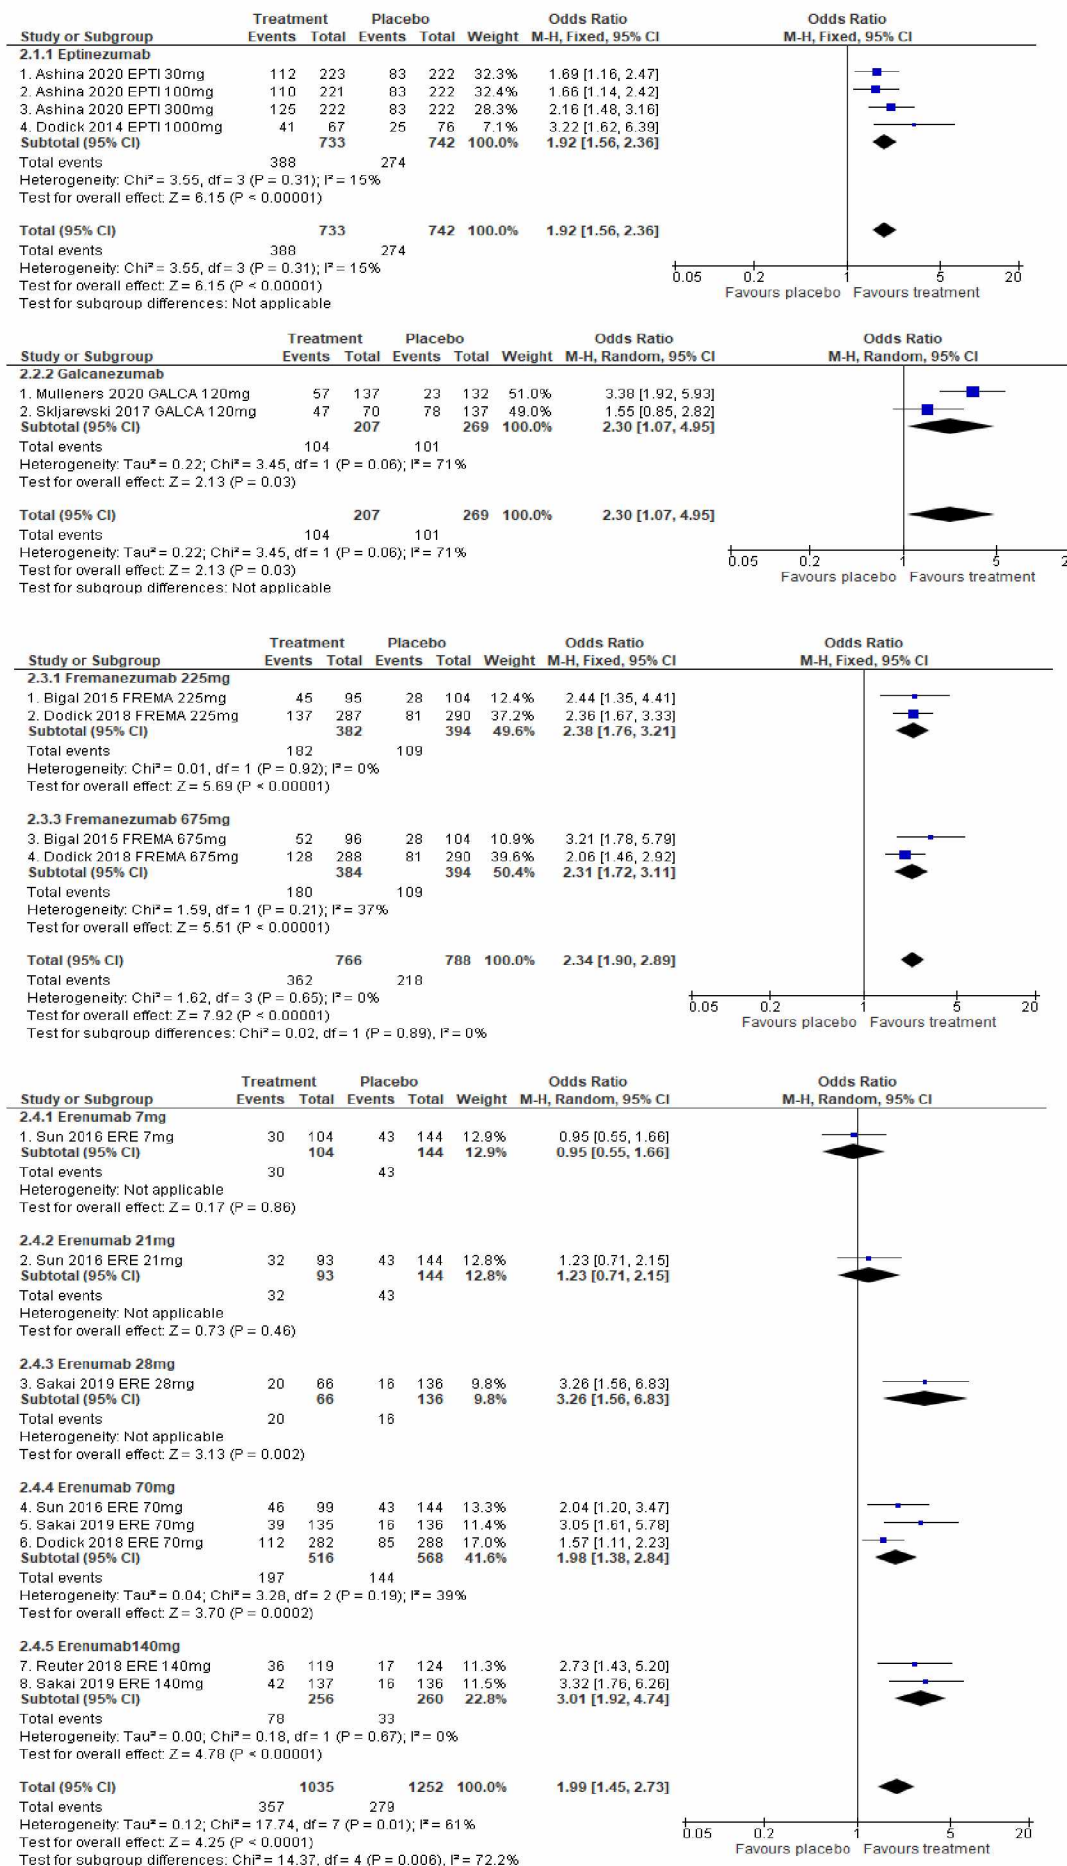 Treatment Placebo Odds Ratio Odds Ratio
Study or Subgroup Events Total Events Total Weight M-H, Fixed, 95% CI M-H, Fixed, 95% CI
2.1.1 Eptinezumab
1. Ashina 2020 EPTI 30mg 112 223 83 222 32.3% 1.69 [1.16, 2.47]
2. Ashina 2020 EPTI 100mg 110 221 83 222 32.4% 1.66 [1.14, 2.42]
3. Ashina 2020 EPTI 300mg 125 222 83 222 28.3% 2.16 [1.48, 3.16]
4. Dodick 2014 EPTI 1000mg 41 67 25 76 7.1% 3.22 [1.62, 6.39]
Subtotal (95% CI) 733 742 100.0% 1.92 [1.56, 2.36]
Total events 388 274
Heterogeneity: Chi² = 3.55, df = 3 (P = 0.31); I² = 15%
Test for overall effect: Z = 6.15 (P < 0.00001)
Total (95% CI) 733 742 100.0% 1.92 [1.56, 2.36]
Total events 388 274
Heterogeneity: Chi² = 3.55, df = 3 (P = 0.31); I² = 15%
Test for overall effect: Z = 6.15 (P < 0.00001)
Test for subgroup differences: Not applicable
0.05 0.2 1 5 20
Favours placebo Favours treatment
Treatment Placebo Odds Ratio Odds Ratio
Study or Subgroup Events Total Events Total Weight M-H, Random, 95% CI M-H, Random, 95% CI
2.2.2 Galcanezumab
1. Mulleners 2020 GALCA 120mg 57 137 23 132 51.0% 3.38 [1.92, 5.93]
2. Skljarevski 2017 GALCA 120mg 47 70 78 137 49.0% 1.55 [0.85, 2.82]
Subtotal (95% CI) 207 269 100.0% 2.30 [1.07, 4.95]
Total events 104 101
Heterogeneity: Tau² = 0.22; Chi² = 3.45, df = 1 (P = 0.06); I² = 71%
Test for overall effect: Z = 2.13 (P = 0.03)
Total (95% CI) 207 269 100.0% 2.30 [1.07, 4.95]
Total events 104 101
Heterogeneity: Tau² = 0.22; Chi² = 3.45, df = 1 (P = 0.06); I² = 71%
Test for overall effect: Z = 2.13 (P = 0.03)
Test for subgroup differences: Not applicable
0.05 0.2 1 5 2
Favours placebo Favours treatment
Treatment Placebo Odds Ratio Odds Ratio
Study or Subgroup Events Total Events Total Weight M-H, Fixed, 95% CI M-H, Fixed, 95% CI
2.3.1 Fremanezumab 225mg
1. Bigal 2015 FREMA 225mg 45 95 28 104 12.4% 2.44 [1.35, 4.41]
2. Dodick 2018 FREMA 225mg 137 287 81 290 37.2% 2.36 [1.67, 3.33]
Subtotal (95% CI) 382 394 49.6% 2.38 [1.76, 3.21]
Total events 182 109
Heterogeneity: Chi² = 0.01, df = 1 (P = 0.92); I² = 0%
Test for overall effect: Z = 5.69 (P < 0.00001)
2.3.3 Fremanezumab 675mg
3. Bigal 2015 FREMA 675mg 52 96 28 104 10.9% 3.21 [1.78, 5.79]
4. Dodick 2018 FREMA 675mg 128 288 81 290 39.6% 2.06 [1.46, 2.92]
Subtotal (95% CI) 384 394 50.4% 2.31 [1.72, 3.11]
Total events 180 109
Heterogeneity: Chi² = 1.59, df = 1 (P = 0.21); I² = 37%
Test for overall effect: Z = 5.51 (P < 0.00001)
Total (95% CI) 766 788 100.0% 2.34 [1.90, 2.89]
Total events 362 218
Heterogeneity: Chi² = 1.62, df = 3 (P = 0.65); I² = 0%
Test for overall effect: Z = 7.92 (P < 0.00001)
Test for subgroup differences: Chi² = 0.02, df = 1 (P = 0.89), I² = 0%
0.05 0.2 1 5 20
Favours placebo Favours treatment
Treatment Placebo Odds Ratio Odds Ratio
Study or Subgroup Events Total Events Total Weight M-H, Random, 95% CI M-H, Random, 95% CI
2.4.1 Erenumab 7mg
1. Sun 2016 ERE 7mg 30 104 43 144 12.9% 0.95 [0.55, 1.66]
Subtotal (95% CI) 104 144 12.9% 0.95 [0.55, 1.66]
Total events 30 43
Heterogeneity: Not applicable
Test for overall effect: Z = 0.17 (P = 0.86)
2.4.2 Erenumab 21mg
2. Sun 2016 ERE 21mg 32 93 43 144 12.8% 1.23 [0.71, 2.15]
Subtotal (95% CI) 93 144 12.8% 1.23 [0.71, 2.15]
Total events 32 43
Heterogeneity: Not applicable
Test for overall effect: Z = 0.73 (P = 0.46)
2.4.3 Erenumab 28mg
3. Sakai 2019 ERE 28mg 20 66 16 136 9.8% 3.26 [1.56, 6.83]
Subtotal (95% CI) 66 136 9.8% 3.26 [1.56, 6.83]
Total events 20 16
Heterogeneity: Not applicable
Test for overall effect: Z = 3.13 (P = 0.002)
2.4.4 Erenumab 70mg
4. Sun 2016 ERE 70mg 46 99 43 144 13.3% 2.04 [1.20, 3.47]
5. Sakai 2019 ERE 70mg 39 135 16 136 11.4% 3.05 [1.61, 5.78]
6. Dodick 2018 ERE 70mg 112 282 85 288 17.0% 1.57 [1.11, 2.23]
Subtotal (95% CI) 516 568 41.6% 1.98 [1.38, 2.84]
Total events 197 144
Heterogeneity: Tau² = 0.04; Chi² = 3.28, df = 2 (P = 0.19); I² = 39%
Test for overall effect: Z = 3.70 (P = 0.0002)
2.4.5 Erenumab140mg
7. Reuter 2018 ERE 140mg 36 119 17 124 11.3% 2.73 [1.43, 5.20]
8. Sakai 2019 ERE 140mg 42 137 16 136 11.5% 3.32 [1.76, 6.26]
Subtotal (95% CI) 256 260 22.8% 3.01 [1.92, 4.74]
Total events 78 33
Heterogeneity: Tau² = 0.00; Chi² = 0.18, df = 1 (P = 0.67); I² = 0%
Test for overall effect: Z = 4.78 (P < 0.00001)
Total (95% CI) 1035 1252 100.0% 1.99 [1.45, 2.73]
Total events 357 279
Heterogeneity: Tau² = 0.12; Chi² = 17.74, df = 7 (P = 0.01); I² = 61%
Test for overall effect: Z = 4.25 (P < 0.0001)
Test for subgroup differences: Chi² = 14.37, df = 4 (P = 0.006), I² = 72.2%
0.05 0.2 1 5 20
Favours placebo Favours treatment